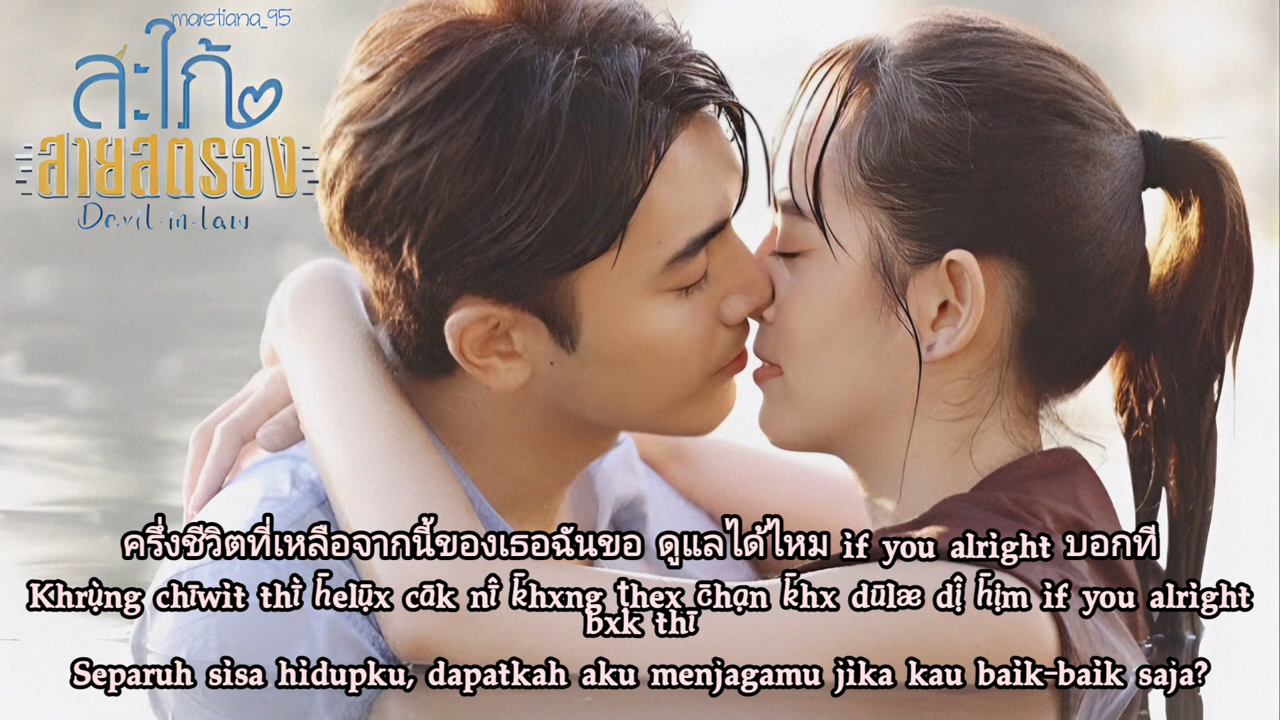 maretiana_95
สะใภ้
สายสตรอง
Devil-in-law
ครึ่งชีวิตที่เหลือจากนี้ของเธอฉันขอ ดูแลได้ไหม if you alright บอกที
Khrụ̀ng chīwit thī̀ h̄elụ̄x cāk nī̂ k̄hxng ṭhex c̄hạn k̄hx dūlæ dị̂ h̄ịm if you alright
bxk thī
Separuh sisa hidupku, dapatkah aku menjagamu jika kau baik-baik saja?